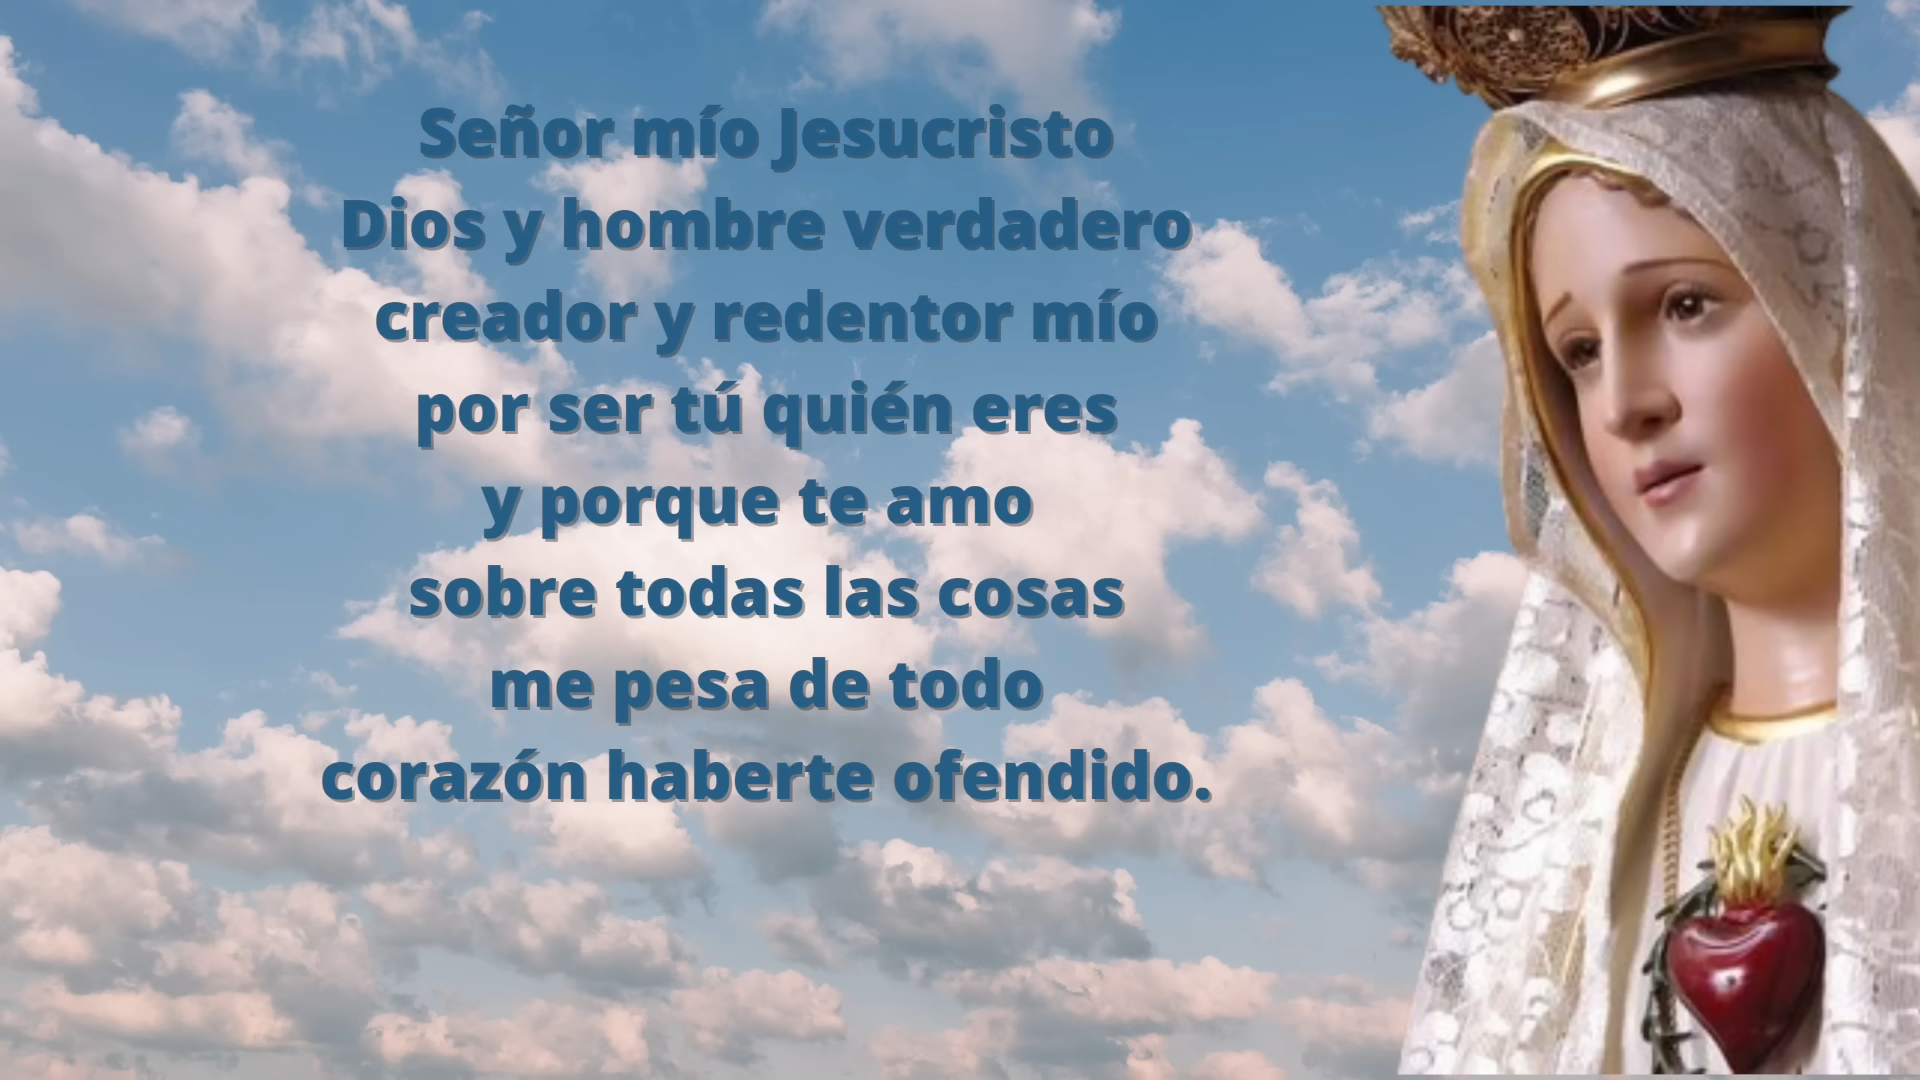 Señor mío Jesucristo
Dios y hombre verdadero
creador y redentor mío
por ser tú quién eres
y porque te amo
sobre todas las cosas
me pesa de todo
corazón haberte ofendido.